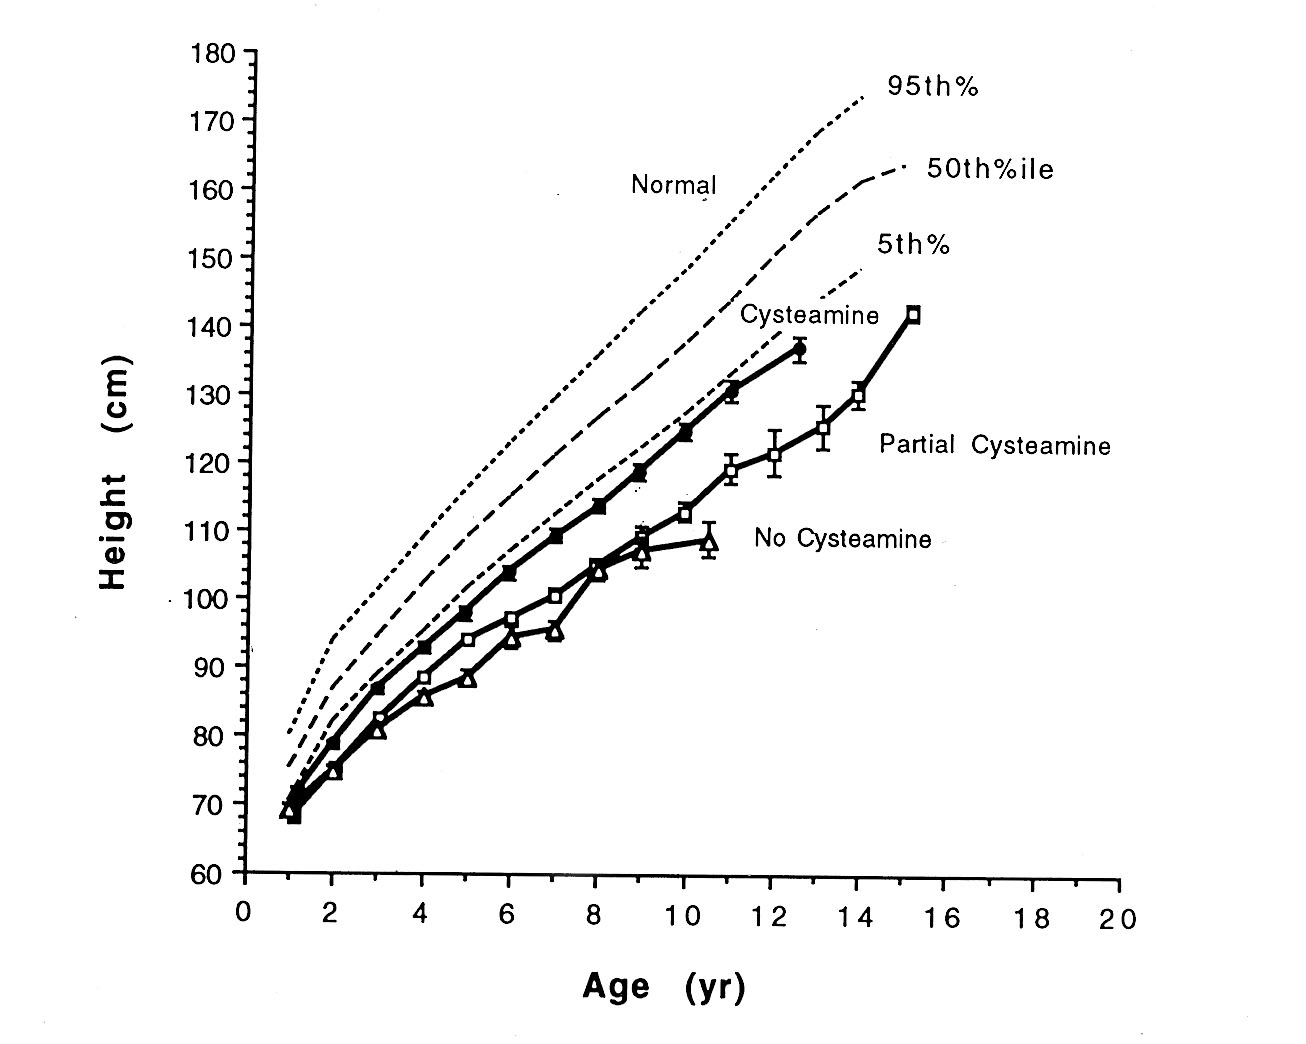 180
170
160
150
140
130
120
110
100
90
80
70
60
Height (cm)
0 2 4 6 8 10 12 14 16 18 20
Age (yr)
95th%
Normal
50th%ile
5th%
Cysteamine
Partial Cysteamine
No Cysteamine